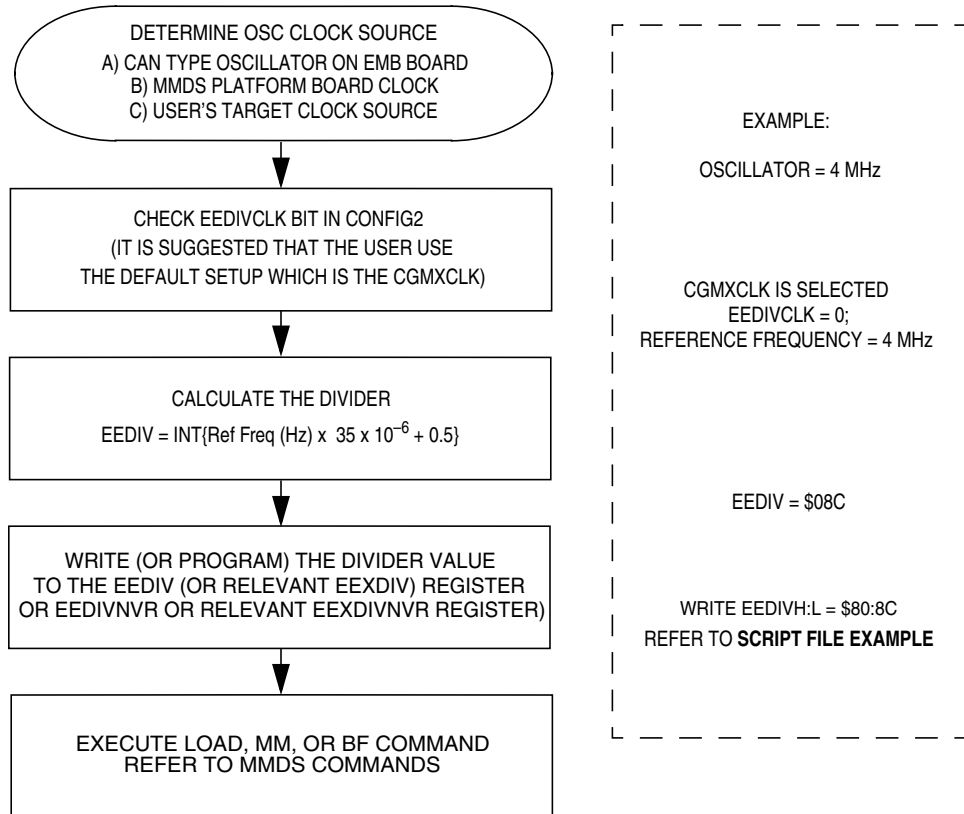 DETERMINE OSC CLOCK SOURCE
A) CAN TYPE OSCILLATOR ON EMB BOARD
B) MMDS PLATFORM BOARD CLOCK
C) USER'S TARGET CLOCK SOURCE
CHECK EEDIVCLK BIT IN CONFIG2
(IT IS SUGGESTED THAT THE USER USE
THE DEFAULT SETUP WHICH IS THE CGMXCLK)
CALCULATE THE DIVIDER
EEDIV = INT{Ref Freq (Hz) x 35 x 10⁻⁶ + 0.5}
WRITE (OR PROGRAM) THE DIVIDER VALUE
TO THE EEDIV (OR RELEVANT EEXDIV) REGISTER
OR EEDIVNVR OR RELEVANT EEXDIVNVR REGISTER)
EXECUTE LOAD, MM, OR BF COMMAND
REFER TO MMDS COMMANDS
EXAMPLE:
OSCILLATOR = 4 MHz
CGMXCLK IS SELECTED
EEDIVCLK = 0;
REFERENCE FREQUENCY = 4 MHz
EEDIV = $08C
WRITE EEDIVH:L = $80:8C
REFER TO SCRIPT FILE EXAMPLE